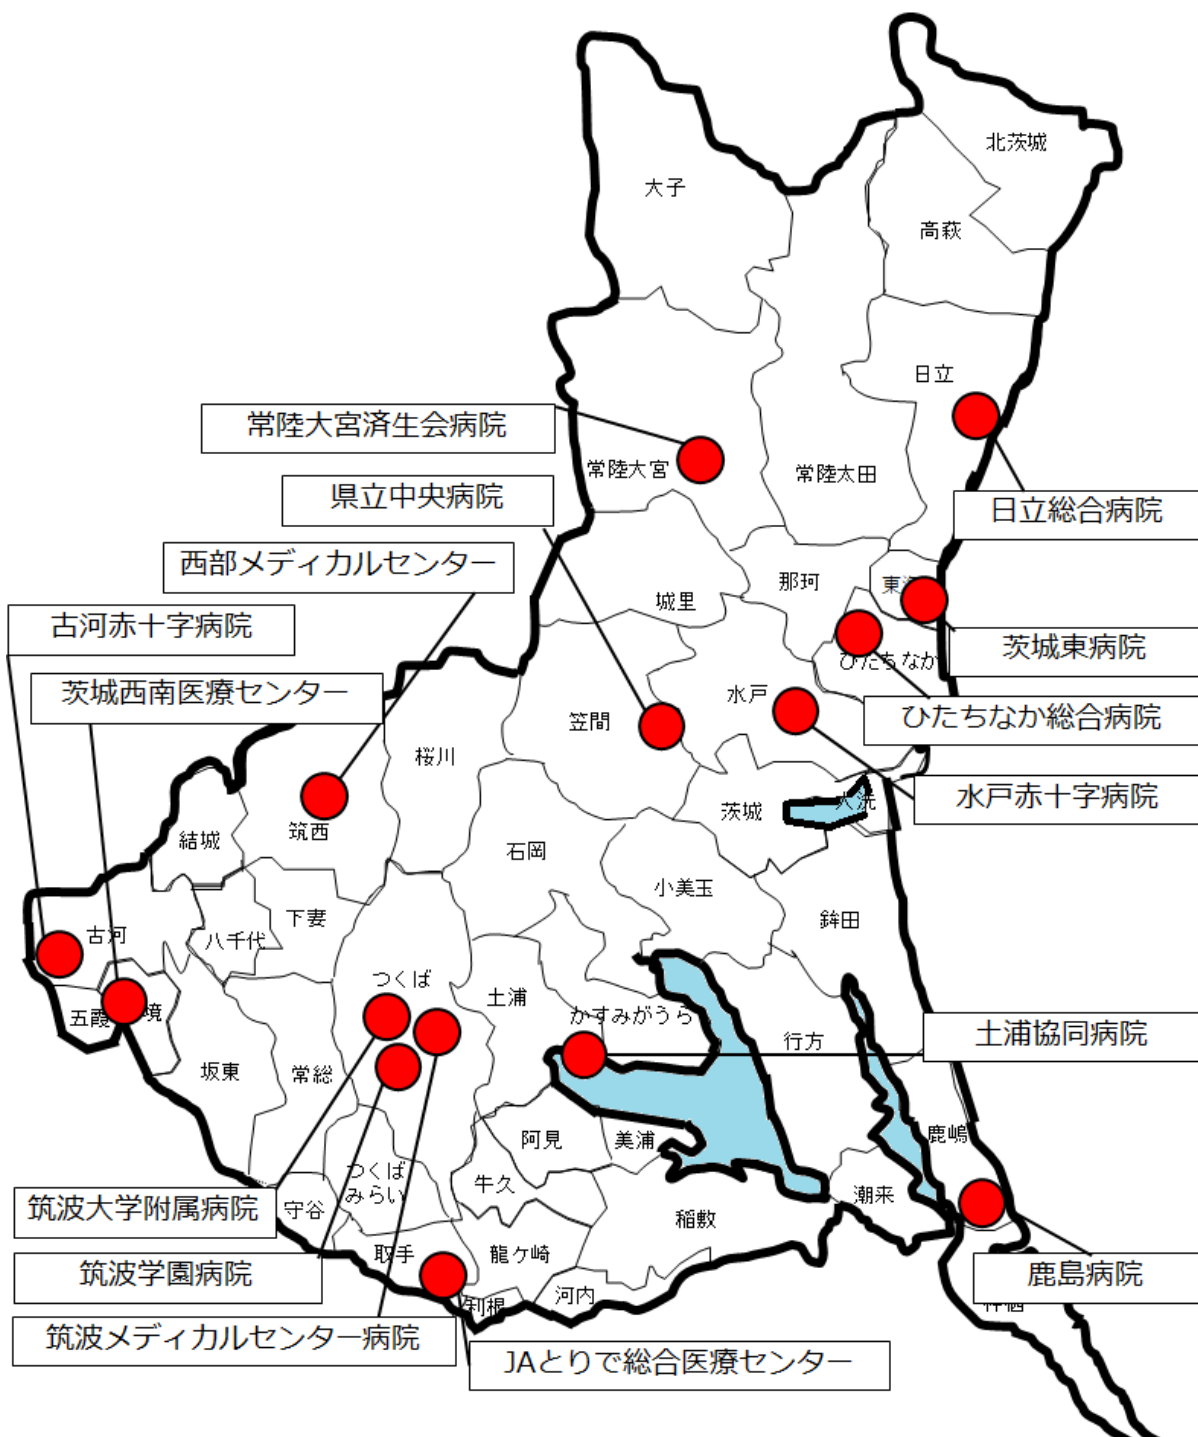 北茨城
大子
高萩
日立
常陸大宮済生会病院
常陸大宮
常陸太田
県立中央病院
日立総合病院
西部メディカルセンター
那珂
東
城里
古河赤十字病院
茨城東病院
ひたちなか
茨城西南医療センター
水戸
ひたちなか総合病院
笠間
桜川
水戸赤十字病院
茨城
大洗
筑西
結城
石岡
小美玉
下妻
鉾田
古河
八千代
つくば
土浦
かすみがうら
五霞
境
土浦協同病院
行方
坂東
常総
鹿嶋
阿見
美浦
つくば
みらい
牛久
潮来
筑波大学附属病院
守谷
稲敷
取手
龍ケ崎
筑波学園病院
鹿島病院
河内
利根
筑波メディカルセンター病院
JAとりで総合医療センター